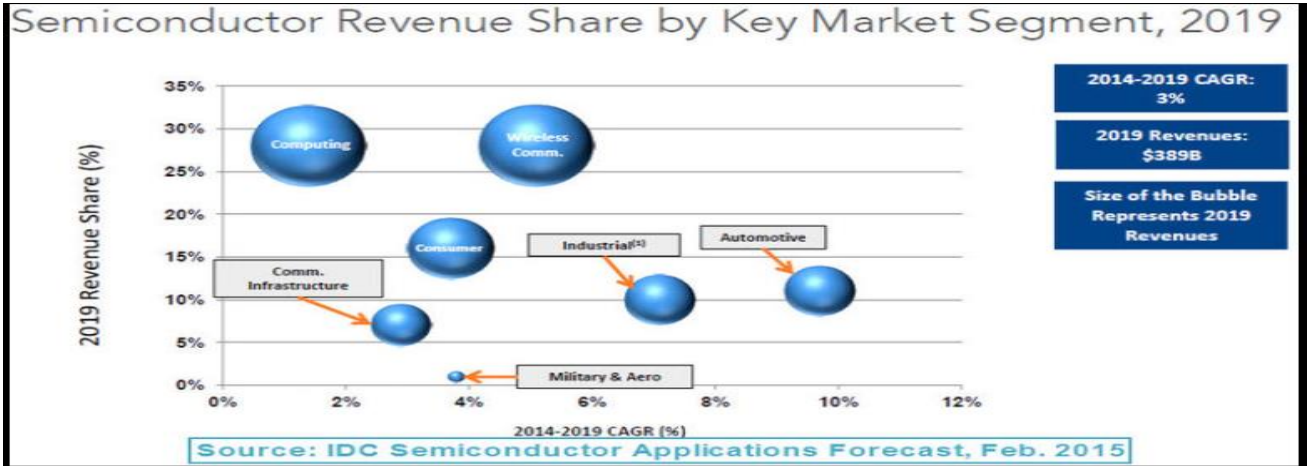 Semiconductor Revenue Share by Key Market Segment, 2019
2014-2019 CAGR:
3%
2019 Revenues:
$389B
Size of the Bubble
Represents 2019
Revenues
2019 Revenue Share (%)
35%
30%
25%
20%
15%
10%
5%
0%
Computing
Wireless
Comm.
Consumer
Industrial(1)
Automotive
Comm.
Infrastructure
Military & Aero
0% 2% 4% 6% 8% 10% 12%
2014-2019 CAGR (%)
Source: IDC Semiconductor Applications Forecast, Feb. 2015